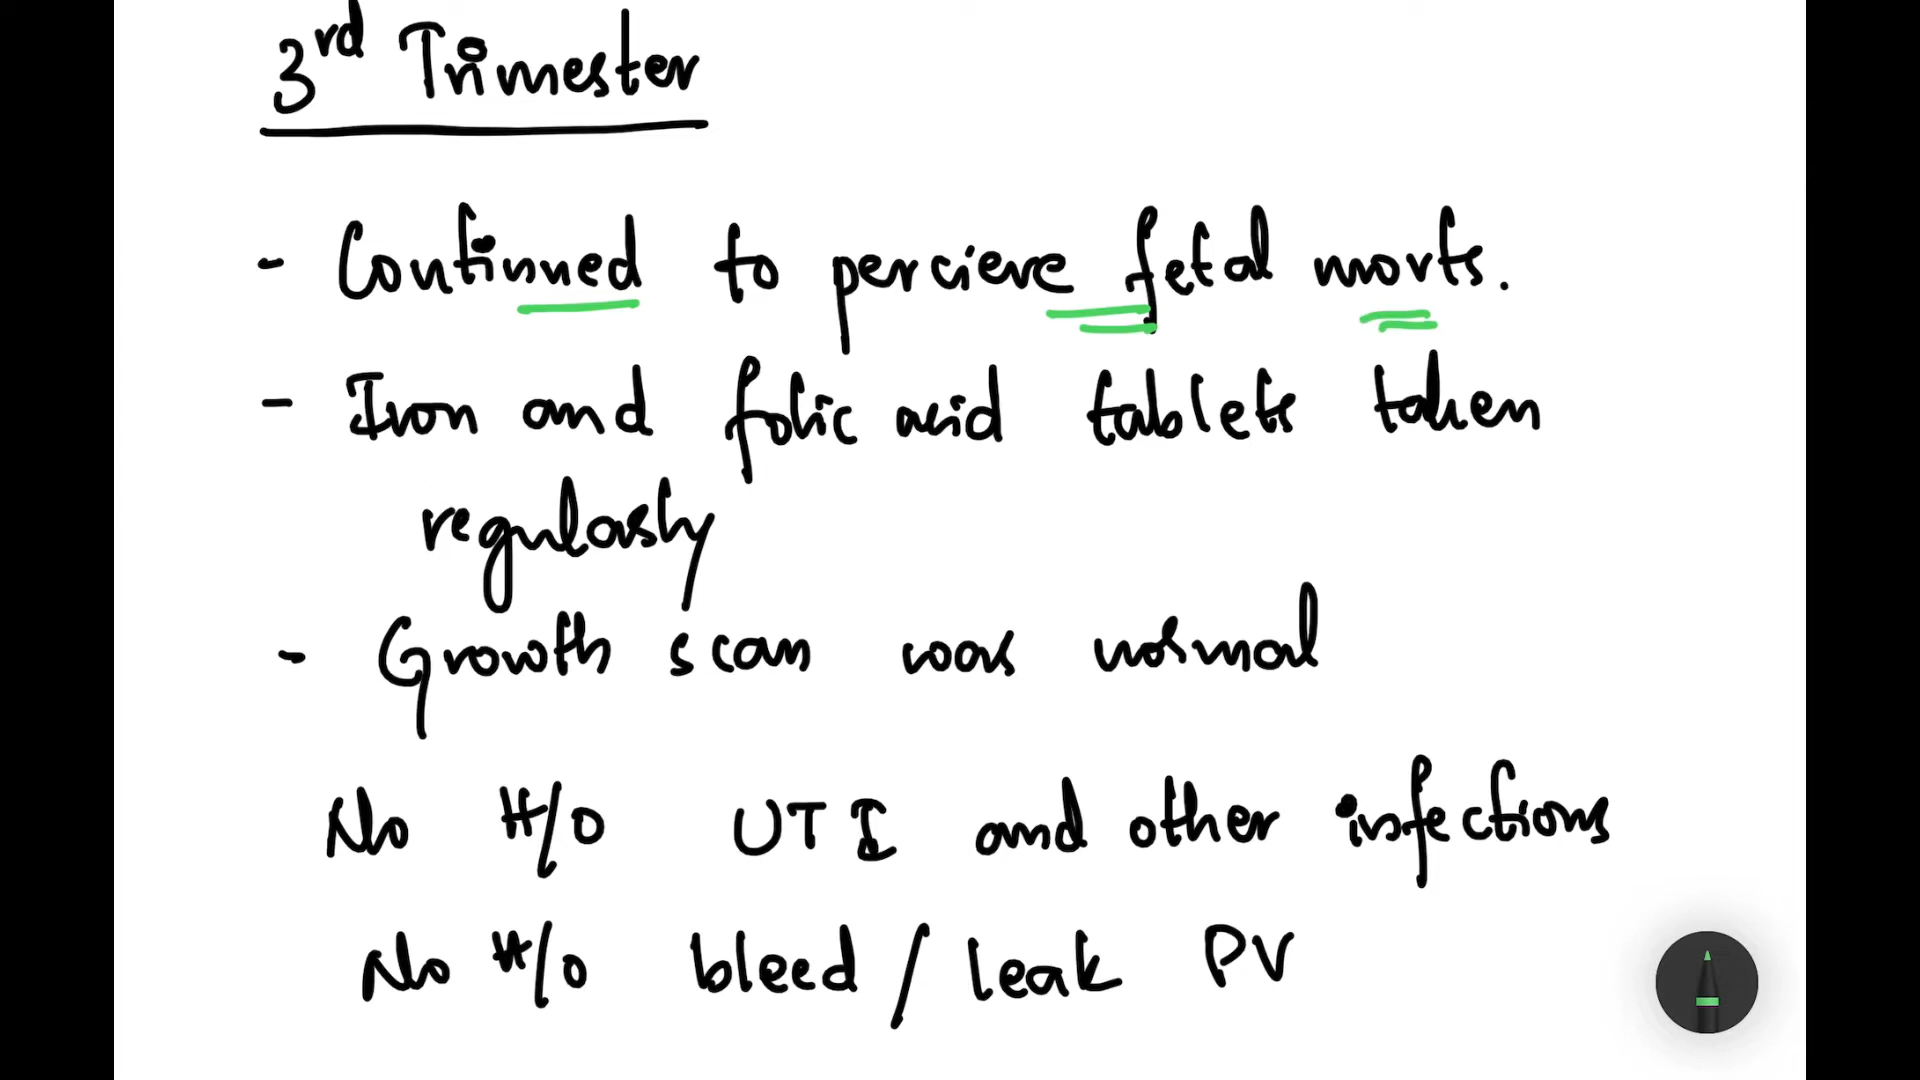 3rd Trimester
- Continued to percieve fetal movts.
- Iron and folic acid tablets taken
regularly
- Growth scan was normal
No H/O UTI and other infections
No H/O bleed / leak PV